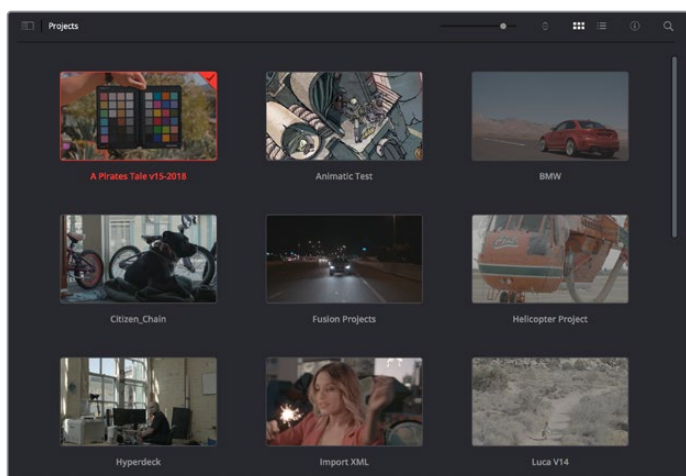 Projects
A Pirates Tale v15-2018
Animatic Test
BMW
Citizen_Chain
Fusion Projects
Helicopter Project
Hyperdeck
Import XML
Luca V14